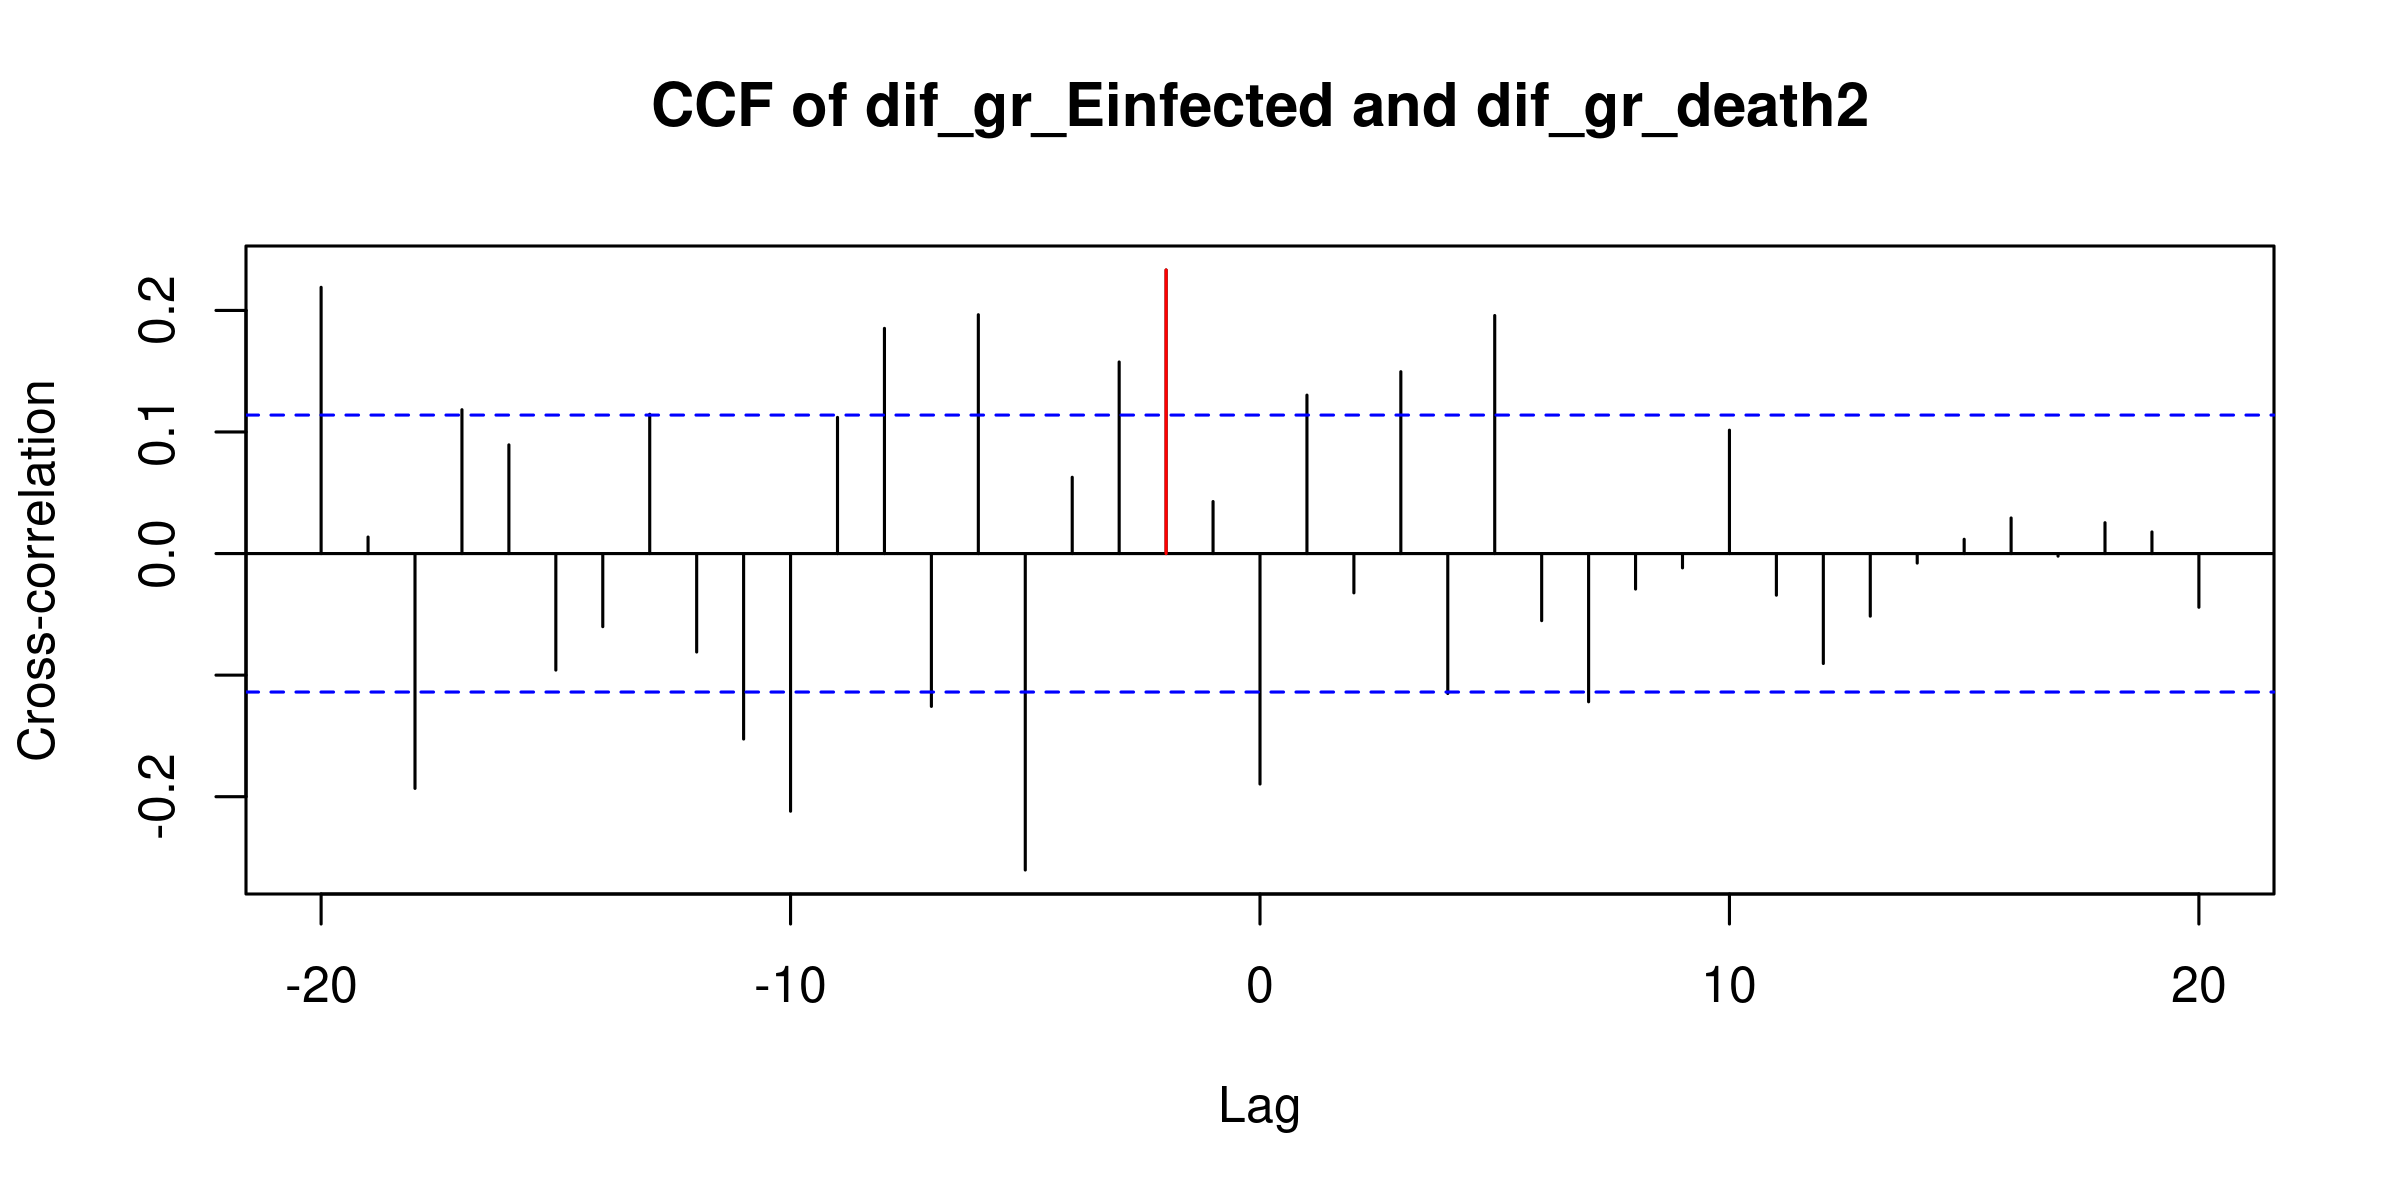 CCF of dif_gr_Einfected and dif_gr_death2
Cross-correlation
0.2
0.1
0.0
-0.2
-20 -10 0 10 20
Lag